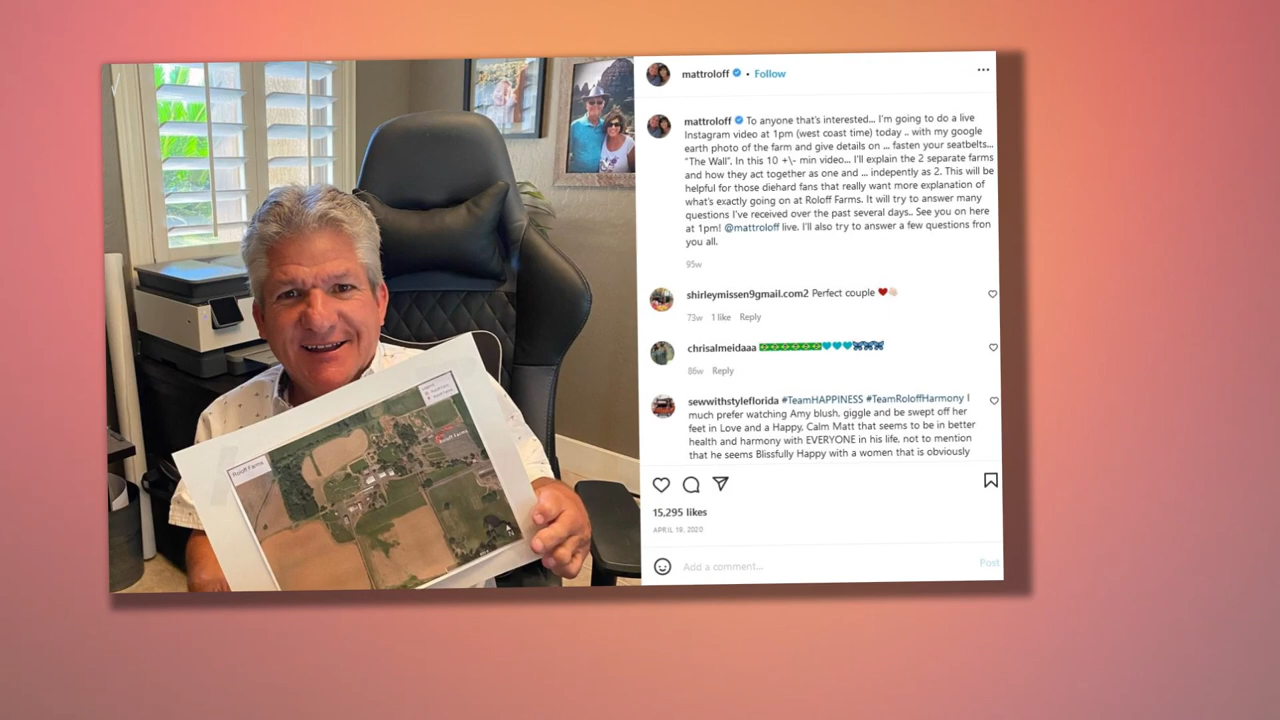 mattroloff • Follow
mattroloff To anyone that's interested... I'm going to do a live
Instagram video at 1pm (west coast time) today .. with my google
earth photo of the farm and give details on ... fasten your seatbelts...
"The Wall". In this 10 +\- min video... I'll explain the 2 separate farms
and how they act together as one and ... indepently as 2. This will be
helpful for those diehard fans that really want more explanation of
what's exactly going on at Roloff Farms. It will try to answer many
questions I've received over the past several days.. See you on here
at 1pm! @mattroloff live. I'll also try to answer a few questions fron
you all.
95w
shirleymissen9gmail.com2 Perfect couple
73w 1 like Reply
chrisalmeidaaa
86w Reply
sewwithstyleflorida #TeamHAPPINESS #TeamRoloffHarmony I
much prefer watching Amy blush, giggle and be swept off her
feet in Love and a Happy, Calm Matt that seems to be in better
health and harmony with EVERYONE in his life, not to mention
that he seems Blissfully Happy with a women that is obviously
15,295 likes
APRIL 19, 2020
Add a comment...
Post
Roloff Farms
Roloff Farms
N